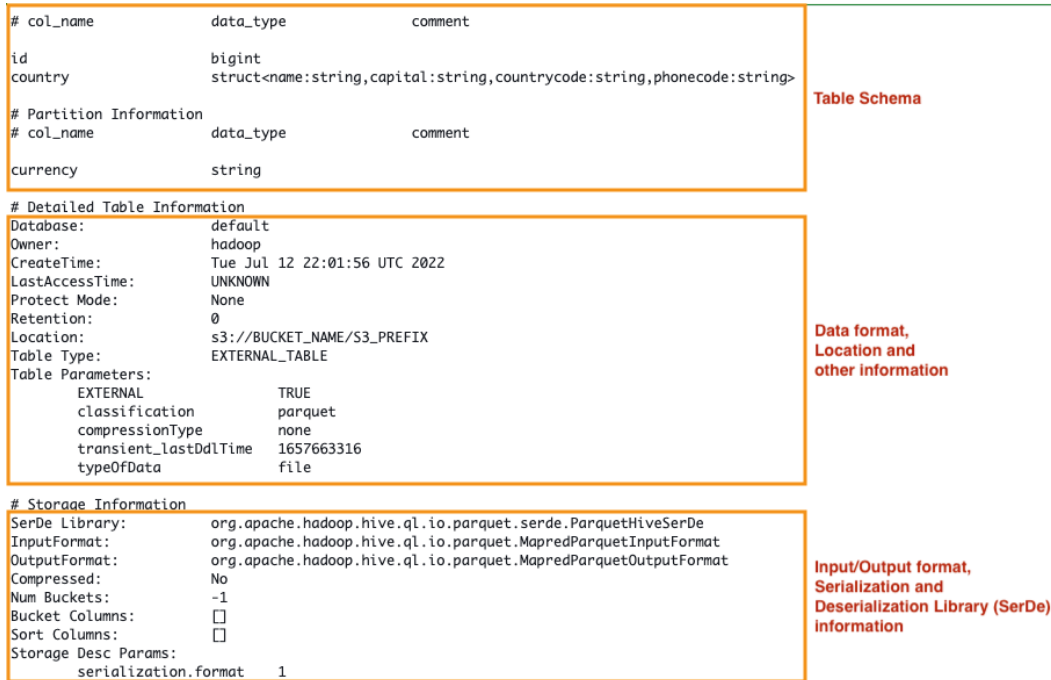 # col_name data_type comment
id bigint
country struct<name:string,capital:string,countrycode:string,phonecode:string>
# Partition Information
# col_name data_type comment
currency string
Table Schema
# Detailed Table Information
Database: default
Owner: hadoop
CreateTime: Tue Jul 12 22:01:56 UTC 2022
LastAccessTime: UNKNOWN
Protect Mode: None
Retention: 0
Location: s3://BUCKET_NAME/S3_PREFIX
Table Type: EXTERNAL_TABLE
Table Parameters:
EXTERNAL TRUE
classification parquet
compressionType none
transient_lastDdlTime 1657663316
typeOfData file
Data format,
Location and
other information
# Storage Information
SerDe Library: org.apache.hadoop.hive.ql.io.parquet.serde.ParquetHiveSerDe
InputFormat: org.apache.hadoop.hive.ql.io.parquet.MapredParquetInputFormat
OutputFormat: org.apache.hadoop.hive.ql.io.parquet.MapredParquetOutputFormat
Compressed: No
Num Buckets: -1
Bucket Columns: []
Sort Columns: []
Storage Desc Params:
serialization.format 1
Input/Output format,
Serialization and
Deserialization Library (SerDe)
information